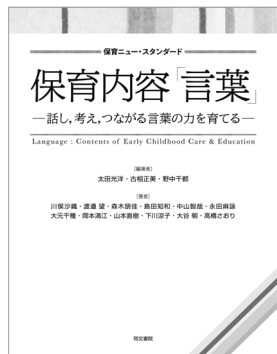 保育ニュー・スタンダード
保育内容「言葉」
―話し，考え，つながる言葉の力を育てる―
Language : Contents of Early Childhood Care & Education
〔編著者〕
太田光洋・古相正美・野中千都
〔著者〕
川俣沙織・渡邉 望・森木朋佳・島田知和・中山智哉・永田麻詠
大元千種・岡本満江・山本直樹・下川涼子・大谷 朝・高橋さおり
同文書院